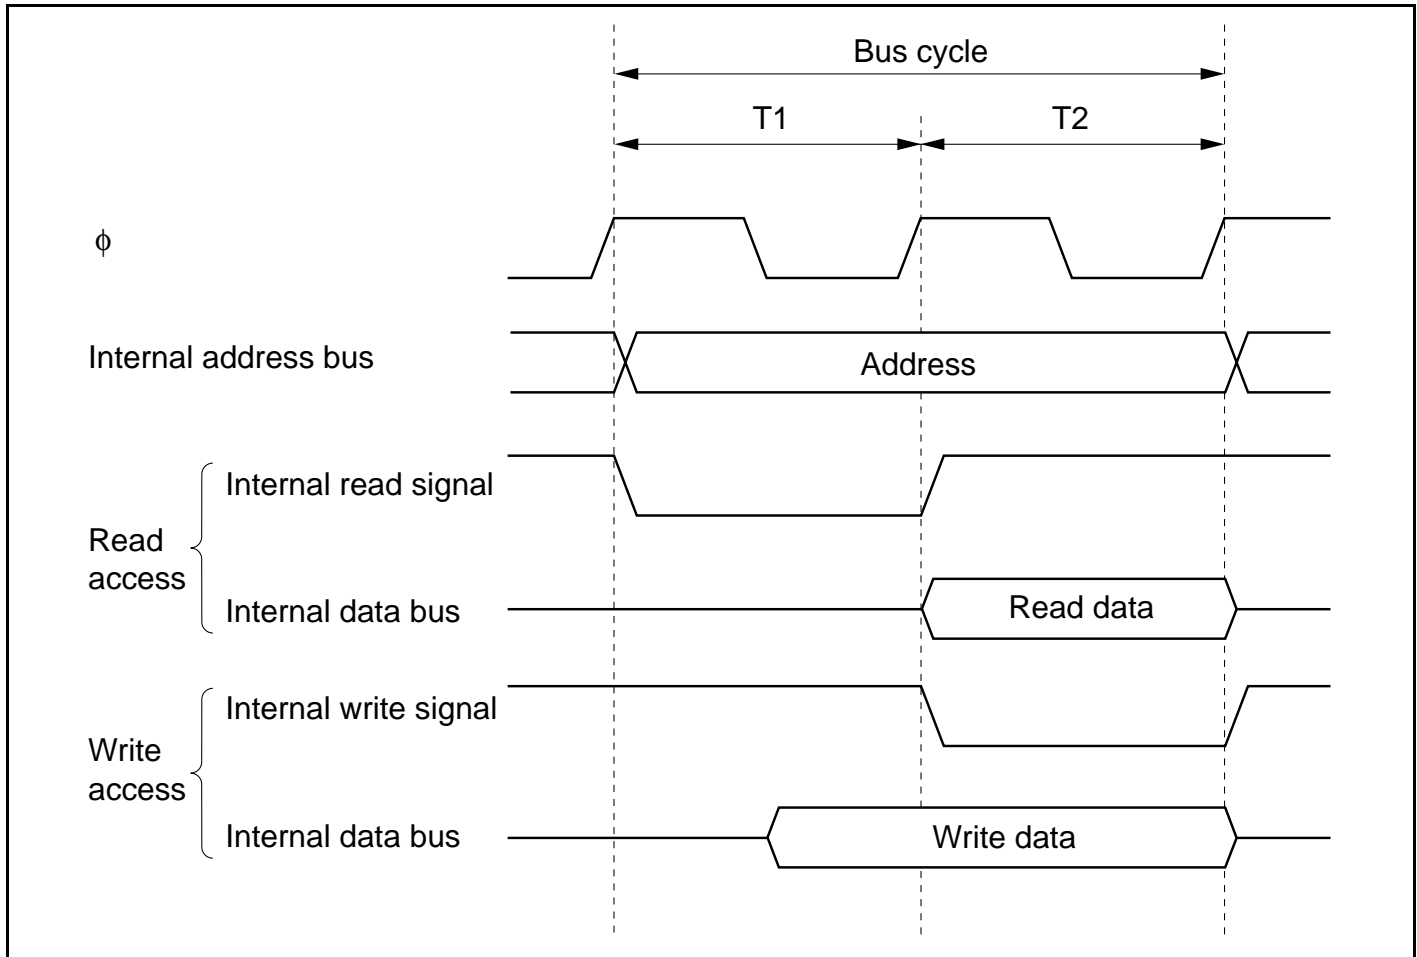 Bus cycle
T1
T2
ϕ
Internal address bus
Address
Read
access
Internal read signal
Internal data bus
Read data
Write
access
Internal write signal
Internal data bus
Write data